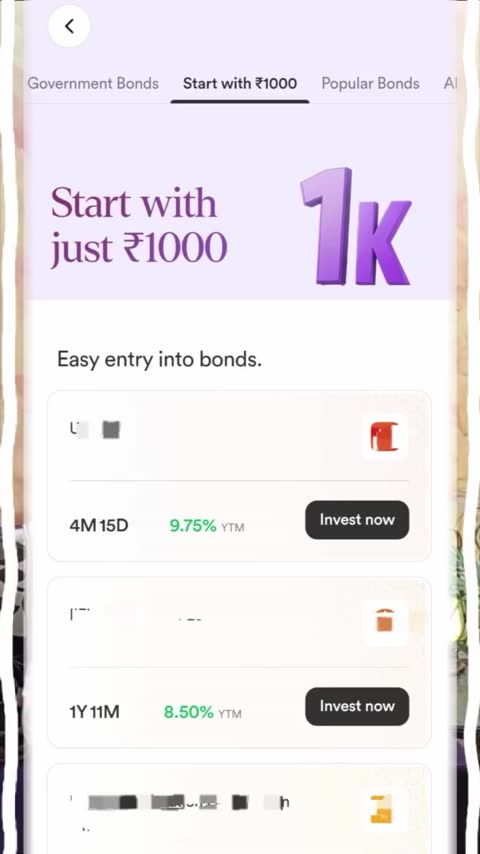 Government Bonds
Start with ₹1000
Popular Bonds
Start with
just ₹1000
1K
Easy entry into bonds.
4M 15D
9.75% YTM
Invest now
1Y 11M
8.50% YTM
Invest now